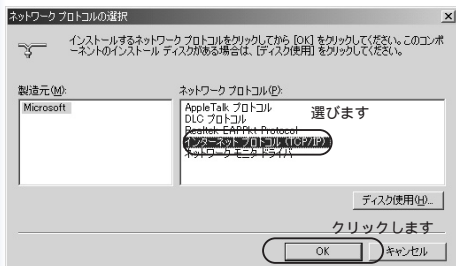 ネットワーク プロトコルの選択
インストールするネットワーク プロトコルをクリックしてから [OK] をクリックしてください。このコンポ
ーネントのインストール ディスクがある場合は、[ディスク使用] をクリックしてください。
製造元(M):
ネットワーク プロトコル(P):
Microsoft
AppleTalk プロトコル
選びます
DLC プロトコル
Realtek EAPPkt Protocol
インターネット プロトコル (TCP/IP)
ネットワーク モニタ ドライバ
ディスク使用(H)...
クリックします
OK
キャンセル